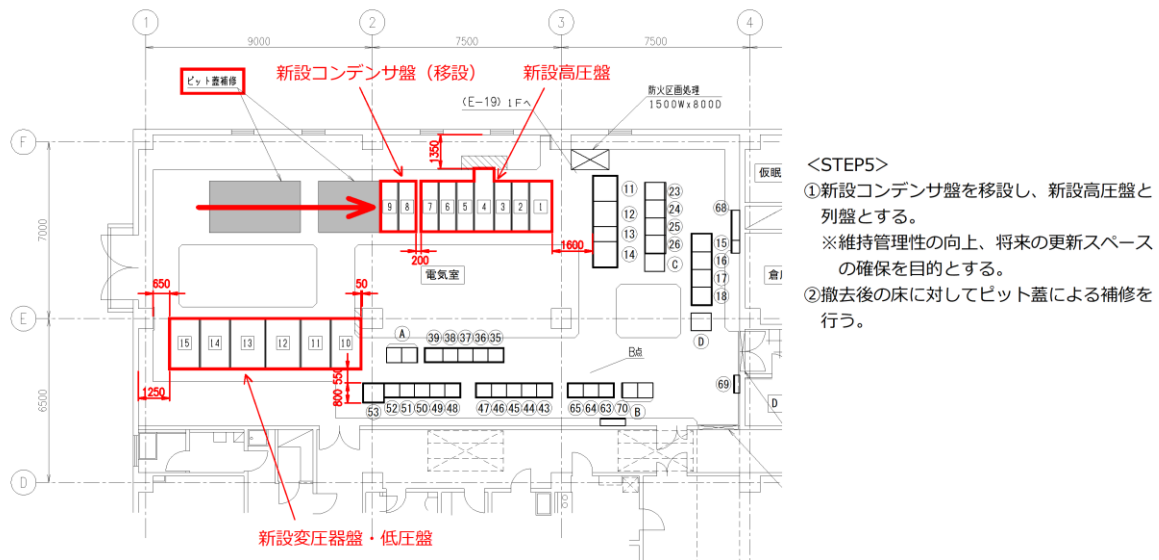 1
2
3
4
9000
7500
7500
ピット蓋補修
新設コンデンサ盤（移設）
新設高圧盤
(E-19) 1Fへ
防火区画処理
1500Wx800D
F
1350
仮眠
9 8 7 6 5 4 3 2 1
11
12
13
14
23
24
25
26
C
68
15
16
17
18
D
7000
200
1600
電気室
倉
650
50
E
15 14 13 12 11 10
A
39 38 37 36 35
B点
69
D
1250
550
800
6500
53 52 51 50 49 48
47 46 45 44 43
65 64 63 70 B
D
新設変圧器盤・低圧盤
＜STEP5＞
①新設コンデンサ盤を移設し、新設高圧盤と
列盤とする。
※維持管理性の向上、将来の更新スペース
の確保を目的とする。
②撤去後の床に対してピット蓋による補修を
行う。